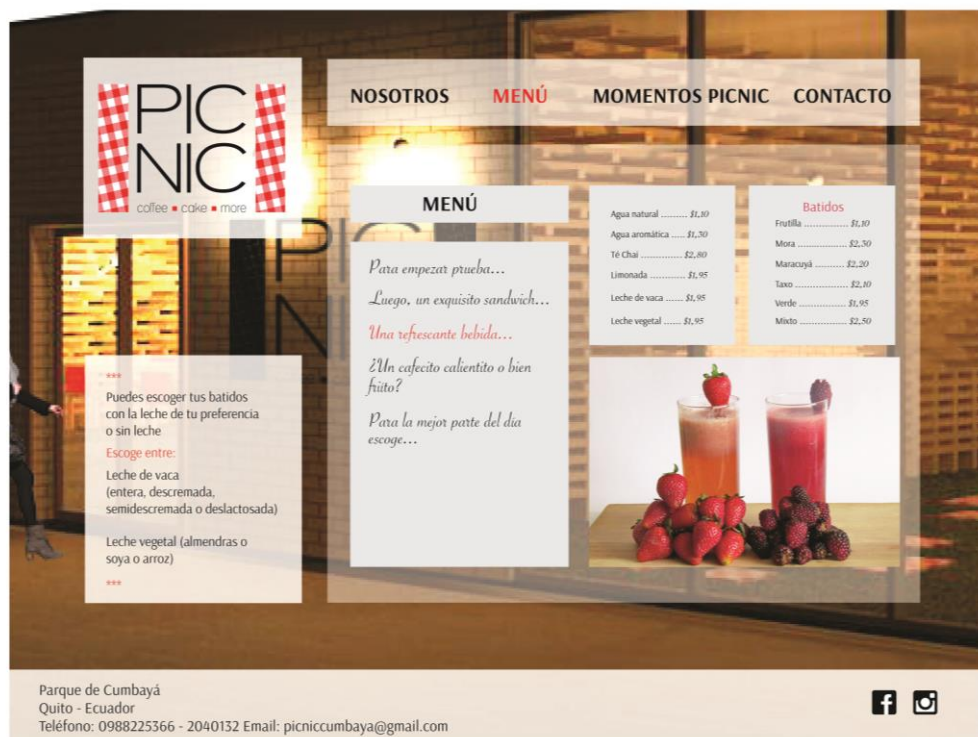 PIC
NIC
coffee ▪ cake ▪ more
NOSOTROS MENÚ MOMENTOS PICNIC CONTACTO
PIC
NIC
MENÚ
Para empezar prueba...
Luego, un exquisito sandwich...
Una refrescante bebida...
¿Un cafecito calientito o bien
friito?
Para la mejor parte del día
escoge...
Agua natural .......... $1,10
Agua aromática ..... $1,30
Té Chai ................. $2,80
Limonada ............. $1,95
Leche de vaca ....... $1,95
Leche vegetal ........ $1,95
Batidos
Frutilla ................. $1,10
Mora ................... $2,30
Maracuyá ........... $2,20
Taxo .................... $2,10
Verde .................. $1,95
Mixto .................. $2,50
***
Puedes escoger tus batidos
con la leche de tu preferencia
o sin leche
Escoge entre:
Leche de vaca
(entera, descremada,
semidescremada o deslactosada)
Leche vegetal (almendras o
soya o arroz)
***
Parque de Cumbayá
Quito - Ecuador
Teléfono: 0988225366 - 2040132 Email: picniccumbaya@gmail.com